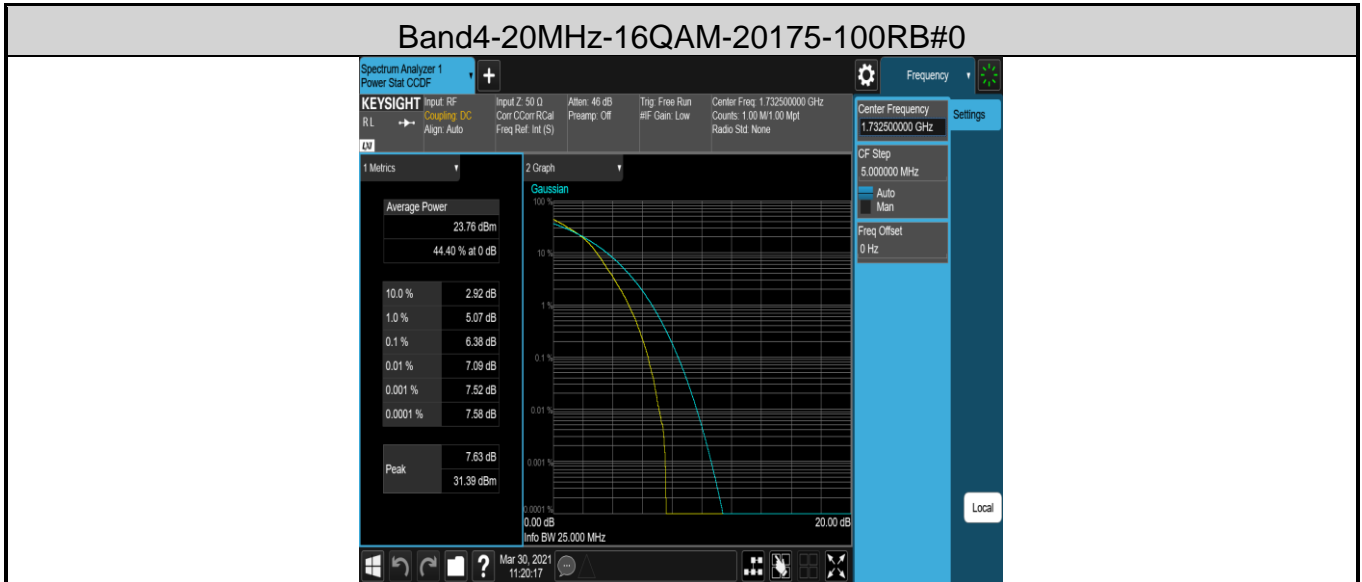 Band4-20MHz-16QAM-20175-100RB#0
Spectrum Analyzer 1
Power Stat CCDF
+
Frequency
KEYSIGHT
RL
LXI
Input: RF
Coupling: DC
Align: Auto
Input Z: 50 Ω
Corr CCorr RCal
Freq Ref: Int (S)
Atten: 46 dB
Preamp: Off
Trig: Free Run
#IF Gain: Low
Center Freq: 1.732500000 GHz
Counts: 1.00 M/1.00 Mpt
Radio Std: None
Center Frequency
1.732500000 GHz
Settings
CF Step
5.000000 MHz
Auto
Man
Freq Offset
0 Hz
1 Metrics
Average Power
23.76 dBm
44.40 % at 0 dB
10.0 % 2.92 dB
1.0 % 5.07 dB
0.1 % 6.38 dB
0.01 % 7.09 dB
0.001 % 7.52 dB
0.0001 % 7.58 dB
Peak 7.63 dB
31.39 dBm
2 Graph
Gaussian
100 %
10 %
1 %
0.1 %
0.01 %
0.001 %
0.0001 %
0.00 dB 20.00 dB
Info BW 25.000 MHz
Local
?
Mar 30, 2021
11:20:17